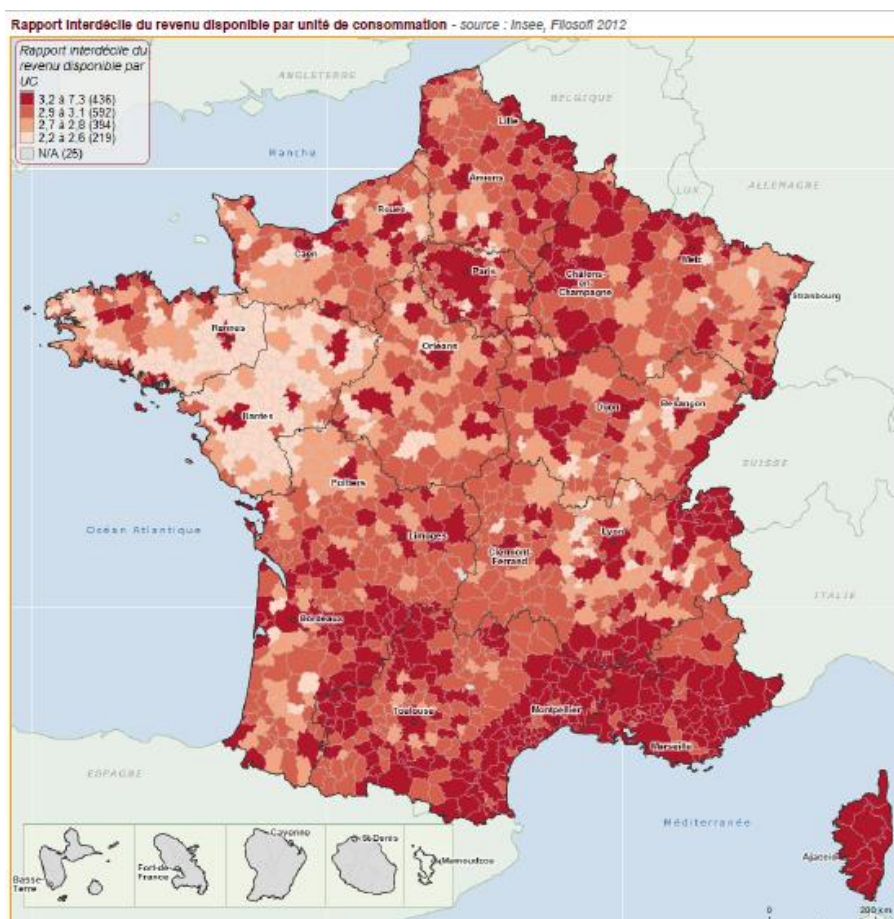 Rapport interdécile du revenu disponible par unité de consommation - source : Insee, Filosofi 2012
Rapport interdécile du
revenu disponible par
UC
3,2 à 7,3 (436)
2,9 à 3,1 (592)
2,7 à 2,8 (394)
2,2 à 2,6 (219)
N/A (25)
ANGLETERRE
BELGIQUE
Lille
Manche
ALLEMAGNE
LUX
Amiens
Rouen
Caen
Paris
Metz
Châlons-
en-
Champagne
Strasbourg
Rennes
Orléans
Nantes
Dijon
Besançon
SUISSE
Poitiers
Océan Atlantique
Limoges
Lyon
Clermont-
Ferrand
ITALIE
Bordeaux
Toulouse
Montpellier
Marseille
ESPAGNE
Méditerranée
Ajaccio
Basse-
Terre
Fort-de-
France
Cayenne
St-Denis
Mamoudzou
0
200 km